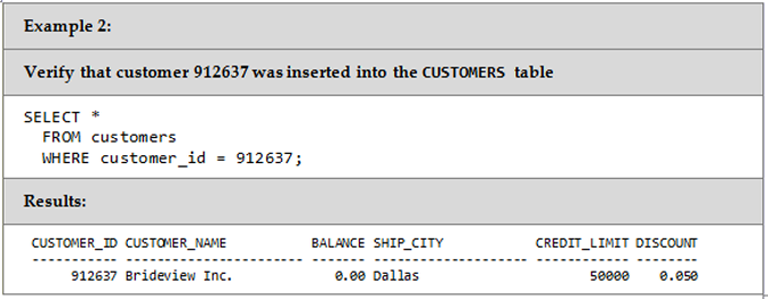 Example 2:
Verify that customer 912637 was inserted into the CUSTOMERS table
SELECT *
FROM customers
WHERE customer_id = 912637;
Results:
CUSTOMER_ID CUSTOMER_NAME BALANCE SHIP_CITY CREDIT_LIMIT DISCOUNT
----------- ---------------------- --------- -------------------- ------------ --------
912637 Brideview Inc. 0.00 Dallas 50000 0.050